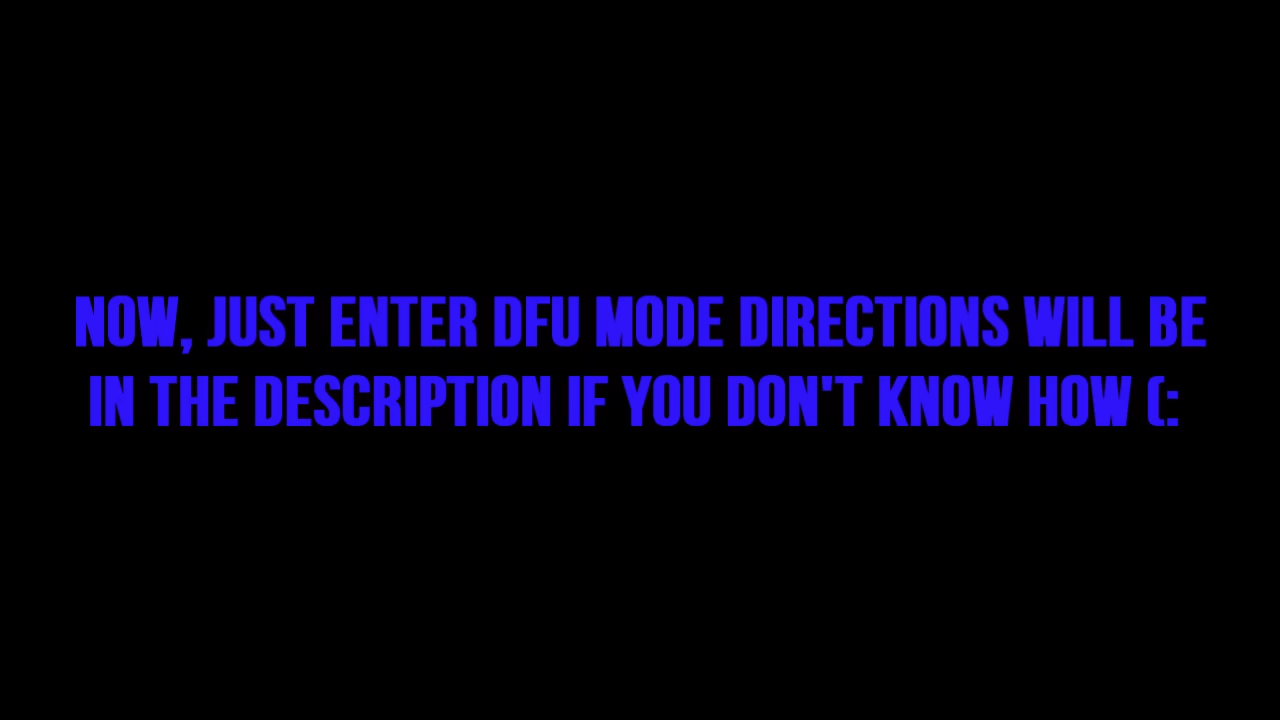 NOW, JUST ENTER DFU MODE DIRECTIONS WILL BE
IN THE DESCRIPTION IF YOU DON'T KNOW HOW (: